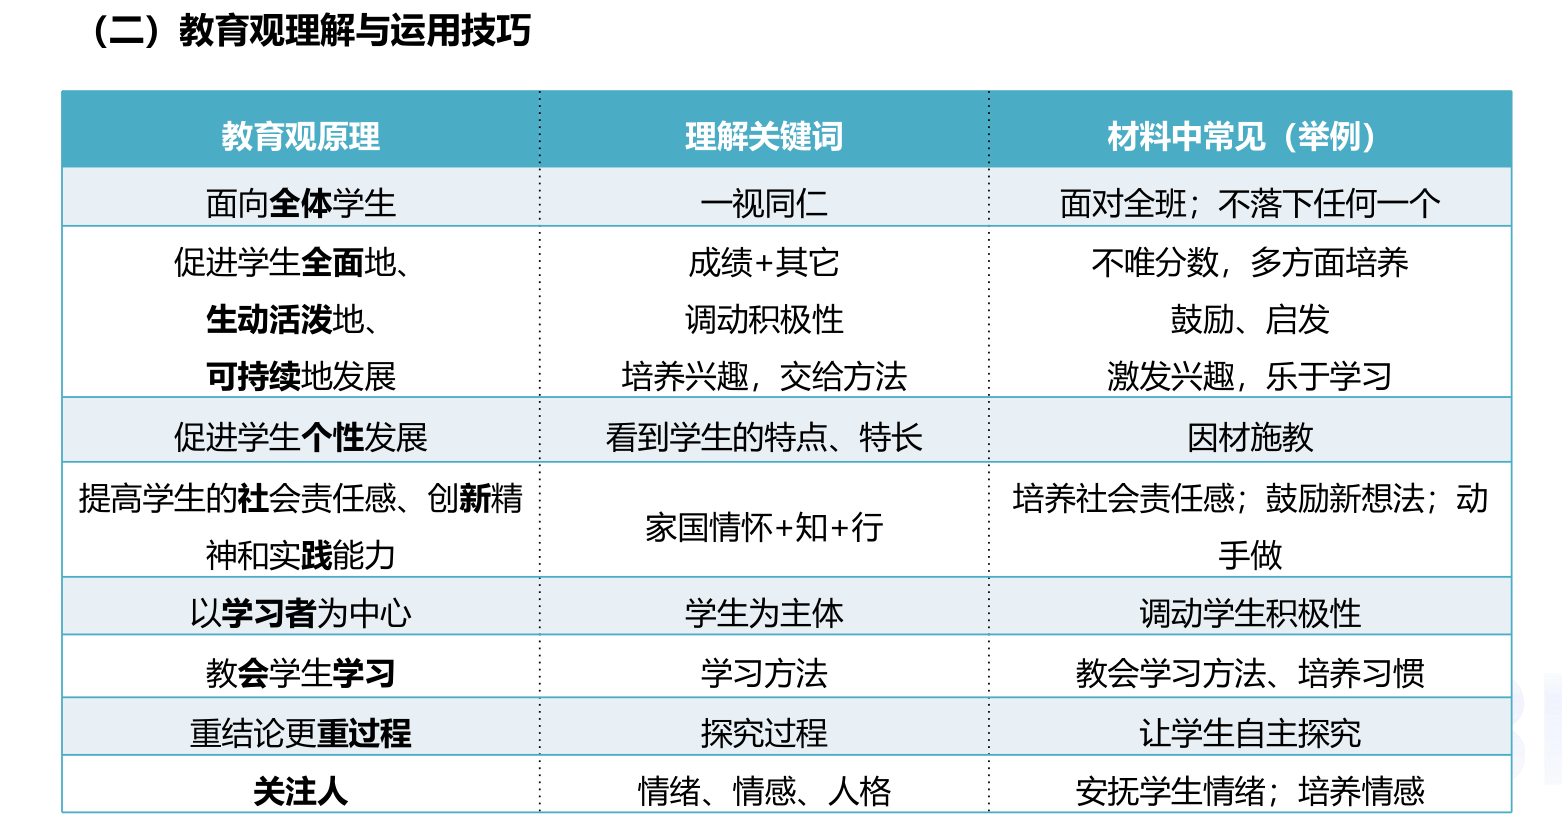 （二）教育观理解与运用技巧
教育观原理 理解关键词 材料中常见（举例）
面向全体学生 一视同仁 面对全班；不落下任何一个
促进学生全面地、 成绩+其它 不唯分数，多方面培养
生动活泼地、 调动积极性 鼓励、启发
可持续地发展 培养兴趣，交给方法 激发兴趣，乐于学习
促进学生个性发展 看到学生的特点、特长 因材施教
提高学生的社会责任感、创新精
神和实践能力
家国情怀+知+行
培养社会责任感；鼓励新想法；动
手做
以学习者为中心 学生为主体 调动学生积极性
教会学生学习 学习方法 教会学习方法、培养习惯
重结论更重过程 探究过程 让学生自主探究
关注人 情绪、情感、人格 安抚学生情绪；培养情感